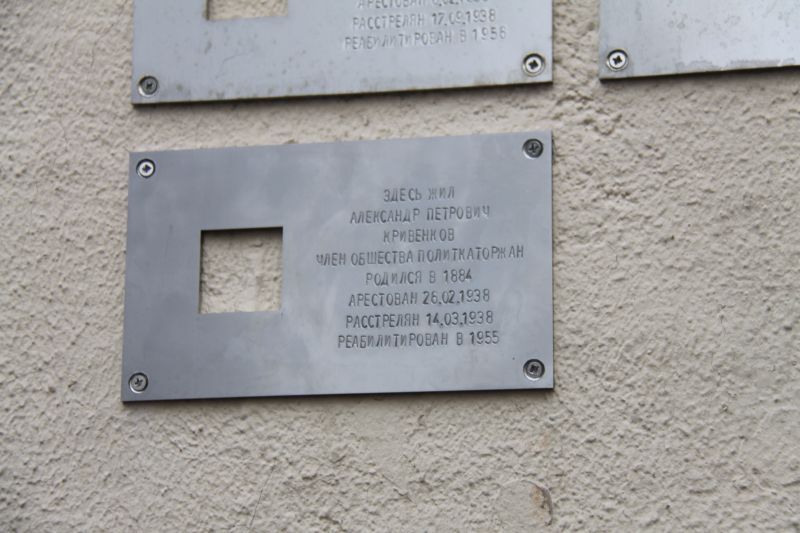 РАССТРЕЛЯН 17.09.1938
РЕАБИЛИТИРОВАН В 1956
ЗДЕСЬ ЖИЛ
АЛЕКСАНДР ПЕТРОВИЧ
КРИВЕНКОВ
ЧЛЕН ОБЩЕСТВА ПОЛИТКАТОРЖАН
РОДИЛСЯ В 1884
АРЕСТОВАН 26.02.1938
РАССТРЕЛЯН 14.03.1938
РЕАБИЛИТИРОВАН В 1955